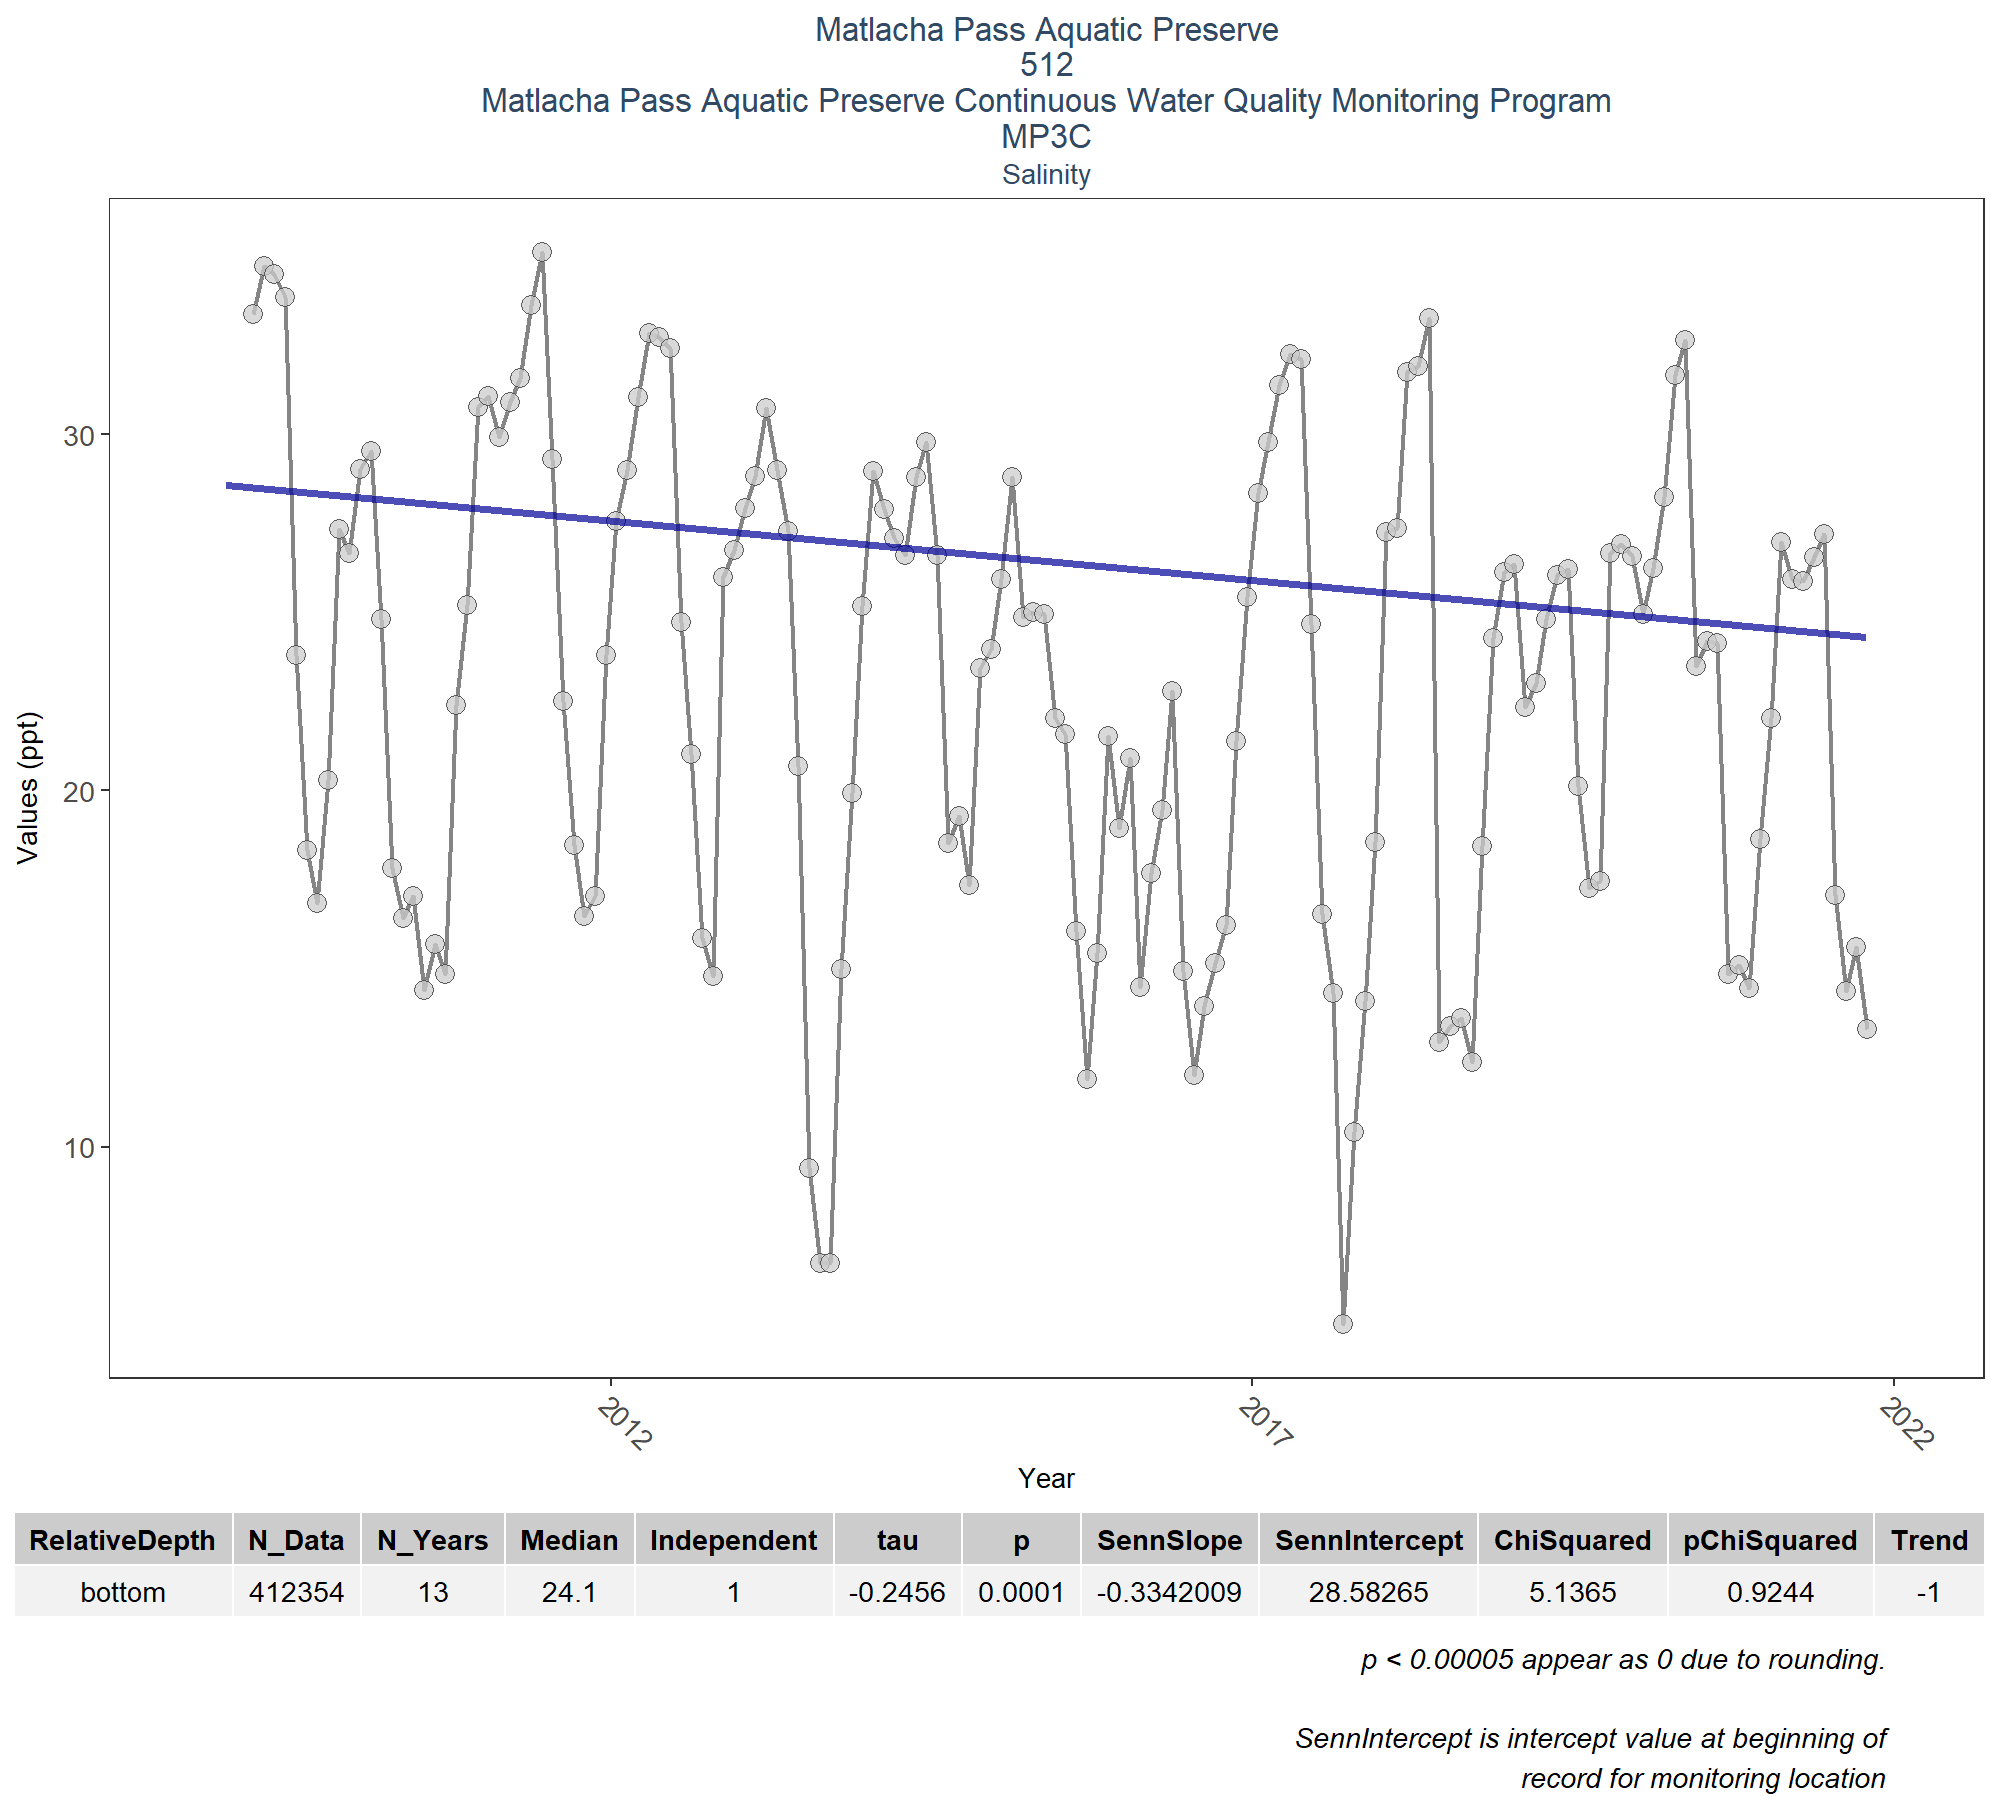 Matlacha Pass Aquatic Preserve
512
Matlacha Pass Aquatic Preserve Continuous Water Quality Monitoring Program
MP3C
Salinity
Values (ppt)
30
20
10
2012 2017 2022
Year
RelativeDepth N_Data N_Years Median Independent tau p SennSlope SennIntercept ChiSquared pChiSquared Trend
bottom 412354 13 24.1 1 -0.2456 0.0001 -0.3342009 28.58265 5.1365 0.9244 -1
p < 0.00005 appear as 0 due to rounding.
SennIntercept is intercept value at beginning of
record for monitoring location